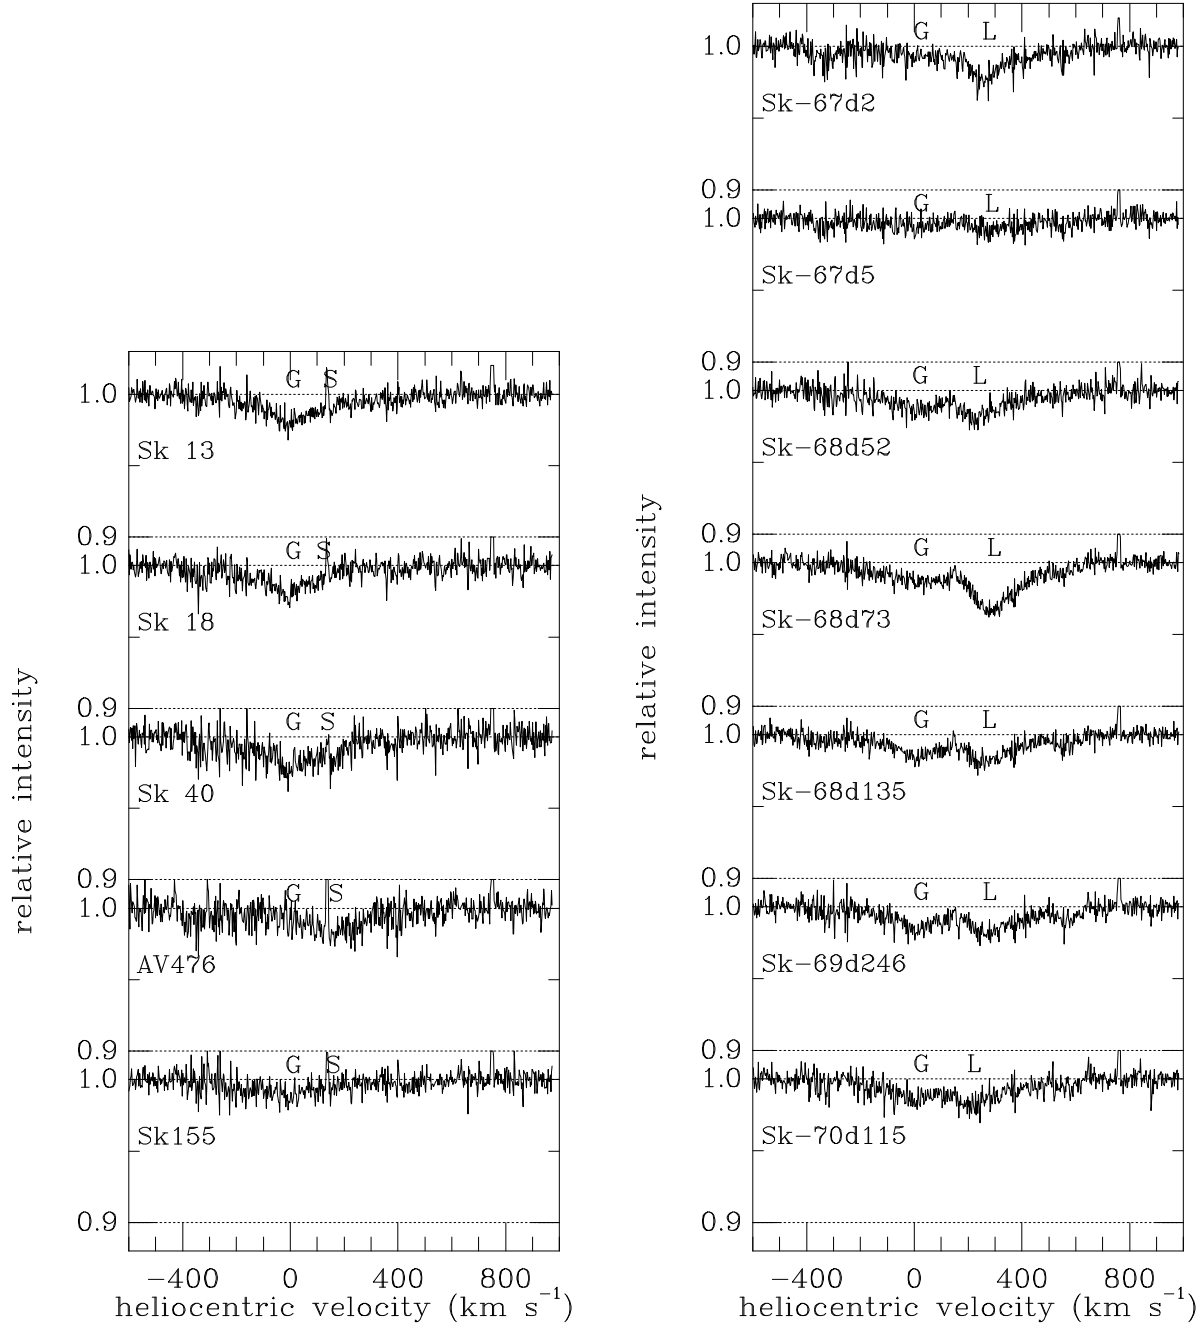 G S
1.0
Sk 13
0.9
G S
1.0
Sk 18
0.9
G S
1.0
Sk 40
0.9
G S
1.0
AV476
0.9
G S
1.0
Sk155
0.9
−400 0 400 800
heliocentric velocity (km s−1)
relative intensity
G L
1.0
Sk−67d2
0.9
G L
1.0
Sk−67d5
0.9
G L
1.0
Sk−68d52
0.9
G L
1.0
Sk−68d73
0.9
G L
1.0
Sk−68d135
0.9
G L
1.0
Sk−69d246
0.9
G L
1.0
Sk−70d115
0.9
−400 0 400 800
heliocentric velocity (km s−1)
relative intensity